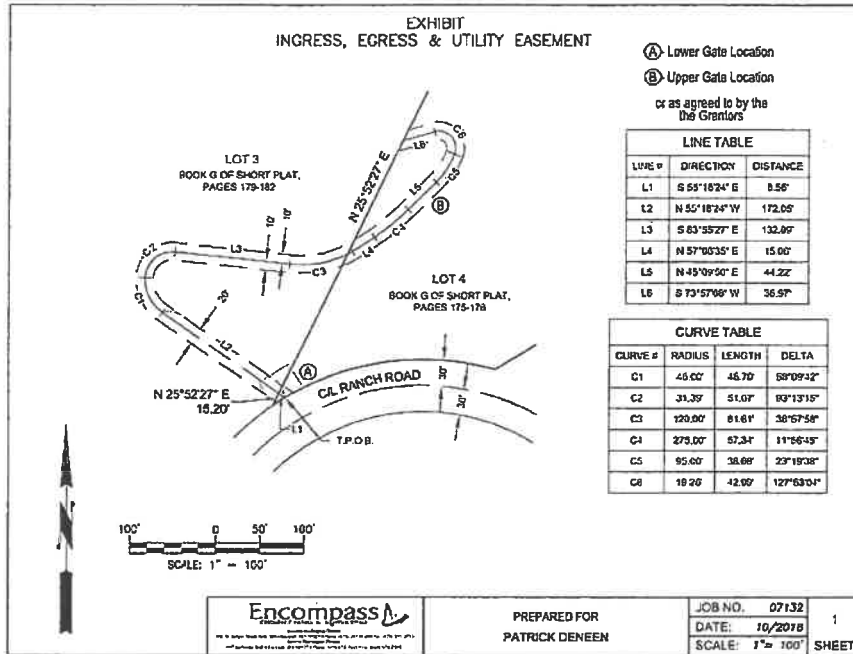 EXHIBIT
INGRESS, EGRESS & UTILITY EASEMENT
Ⓐ Lower Gate Location
Ⓑ Upper Gate Location
or as agreed to by the
the Grantors
LOT 3
BOOK G OF SHORT PLAT,
PAGES 179-182
N 25°52'27" E
C6
L6
C5
L5
Ⓑ
C4
L4
10'
10'
L3
C3
C2
C1
20'
L2
LOT 4
BOOK G OF SHORT PLAT,
PAGES 175-178
Ⓐ
C/L RANCH ROAD
30'
30'
N 25°52'27" E
15.20'
L1
T.P.O.B.
LINE TABLE
LINE # DIRECTION DISTANCE
L1 S 55°18'24" E 8.56'
L2 N 55°18'24" W 172.05'
L3 S 83°55'27" E 132.89'
L4 N 57°06'35" E 15.06'
L5 N 45°09'50" E 44.22'
L6 S 73°57'08" W 36.97'
CURVE TABLE
CURVE # RADIUS LENGTH DELTA
C1 46.00' 46.70' 58°09'42"
C2 31.39' 51.07' 93°13'15"
C3 120.00' 81.61' 38°57'58"
C4 275.00' 57.34' 11°56'45"
C5 95.00' 38.68' 23°19'38"
C6 19.26' 42.99' 127°53'04"
100' 0 50' 100'
SCALE: 1" = 100'
Encompass
PREPARED FOR
PATRICK DENEEN
JOB NO. 07132
DATE: 10/2018
SCALE: 1"= 100'
1
SHEET